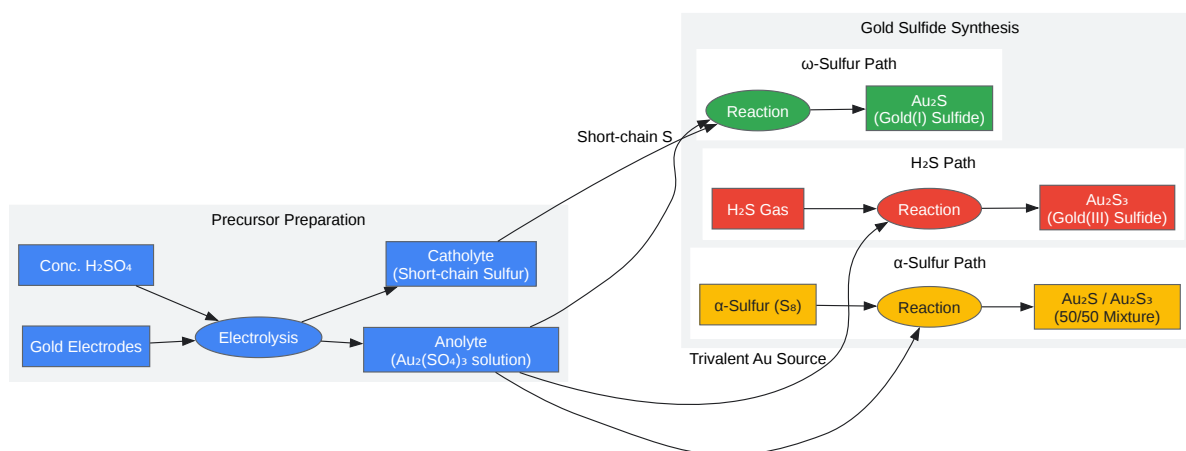 Gold Sulfide Synthesis
ω-Sulfur Path
Reaction
Au₂S
(Gold(I) Sulfide)
Short-chain S
H₂S Path
H₂S Gas
Reaction
Au₂S₃
(Gold(III) Sulfide)
Precursor Preparation
Conc. H₂SO₄
Catholyte
(Short-chain Sulfur)
α-Sulfur Path
α-Sulfur (S₈)
Reaction
Au₂S / Au₂S₃
(50/50 Mixture)
Gold Electrodes
Electrolysis
Anolyte
(Au₂(SO₄)₃ solution)
Trivalent Au Source